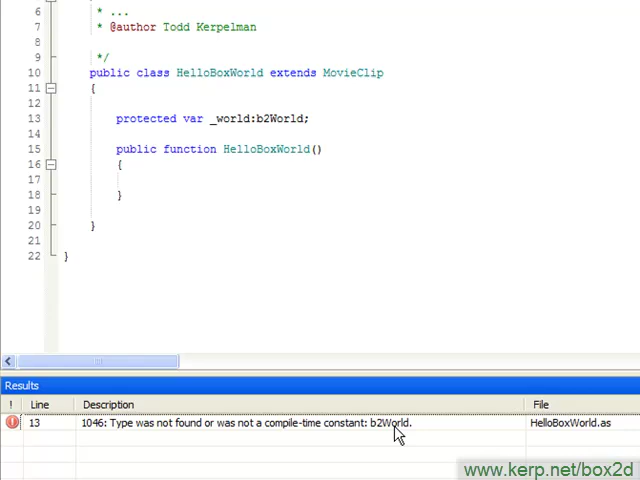 6 * ...
7 * @author Todd Kerpelman
8
9 */
10 public class HelloBoxWorld extends MovieClip
11 {
12
13 protected var _world:b2World;
14
15 public function HelloBoxWorld()
16 {
17
18 }
19
20 }
21
22 }
Results
! Line Description File
13 1046: Type was not found or was not a compile-time constant: b2World. HelloBoxWorld.as
www.kerp.net/box2d